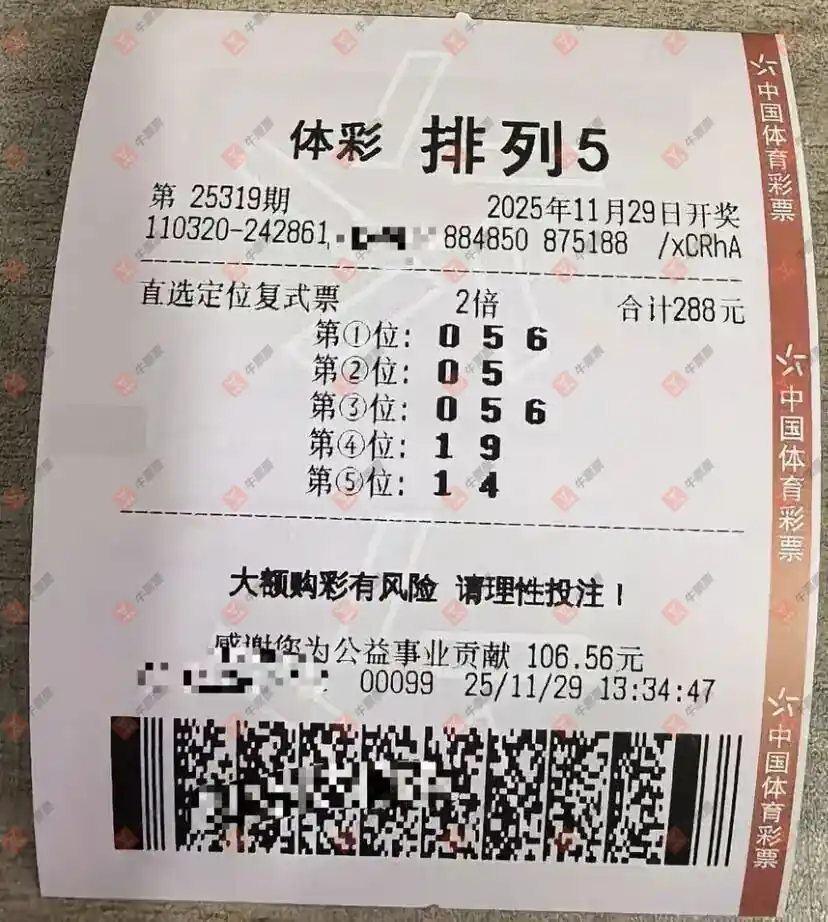 体彩 排列5
第 25319期 2025年11月29日开奖
110320-242861 884850 875188 /xCRhA
直选定位复式票 2倍 合计288元
第①位: 0 5 6
第②位: 0 5
第③位: 0 5 6
第④位: 1 9
第⑤位: 1 4
大额购彩有风险 请理性投注！
感谢您为公益事业贡献 106.56元
00099 25/11/29 13:34:47
中国体育彩票
中国体育彩票
中国体育彩票